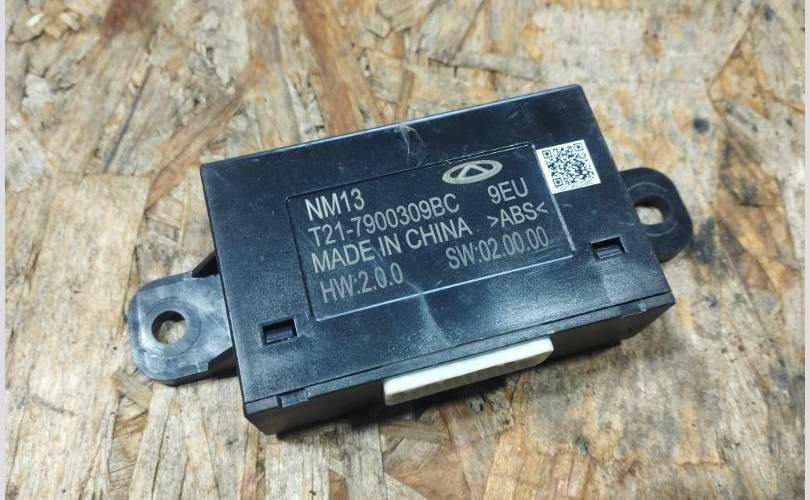 NM13
T21-7900309BC 9EU
MADE IN CHINA >ABS<
HW:2.0.0 SW:02.00.00